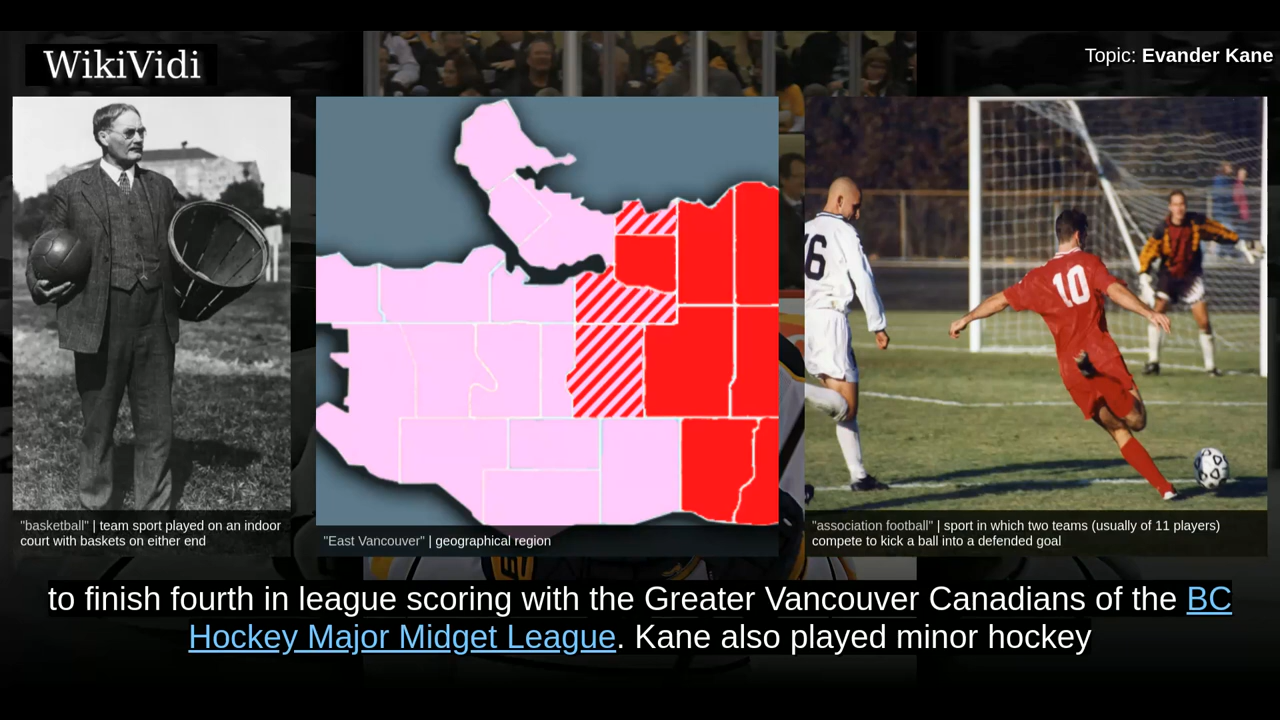 WikiVidi
Topic: Evander Kane
6
10
"basketball" | team sport played on an indoor
court with baskets on either end
"East Vancouver" | geographical region
"association football" | sport in which two teams (usually of 11 players)
compete to kick a ball into a defended goal
to finish fourth in league scoring with the Greater Vancouver Canadians of the BC
Hockey Major Midget League. Kane also played minor hockey